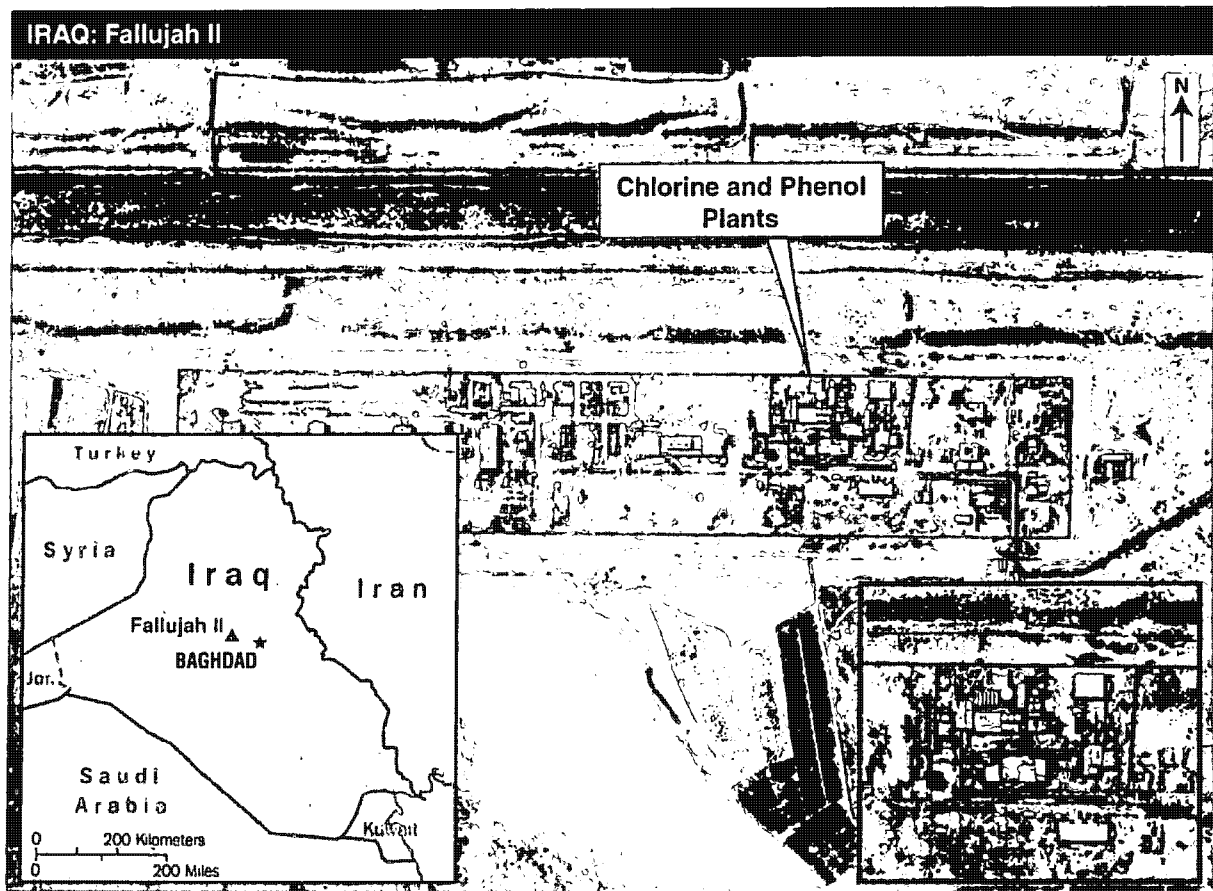 IRAQ: Fallujah II
N
Chlorine and Phenol
Plants
Turkey
Syria
Iraq
Iran
Fallujah II
BAGHDAD
Jor.
Saudi
Arabia
Kuwait
0 200 Kilometers
0 200 Miles